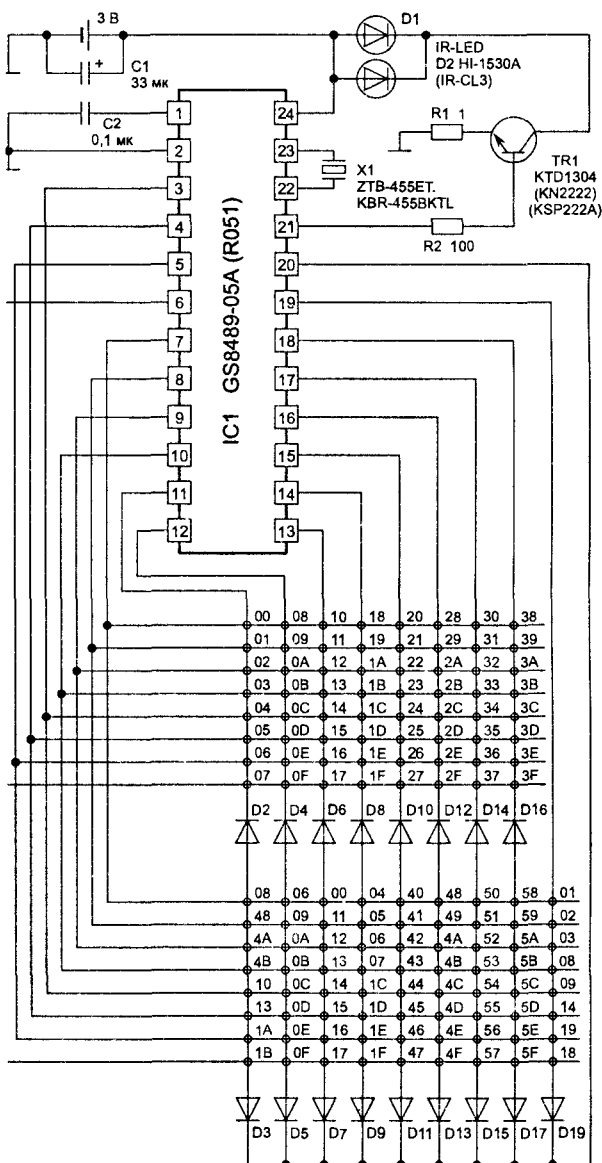 3 В
C1
+
33 мк
C2
0,1 мк
D1
IR-LED
D2 HI-1530A
(IR-CL3)
R1 1
TR1
KTD1304
(KN2222)
(KSP222A)
X1
ZTB-455ET.
KBR-455BKTL
R2 100
IC1 GS8489-05A (R051)
1 24
2 23
3 22
4 21
5 20
6 19
7 18
8 17
9 16
10 15
11 14
12 13
00 08 10 18 20 28 30 38
01 09 11 19 21 29 31 39
02 0A 12 1A 22 2A 32 3A
03 0B 13 1B 23 2B 33 3B
04 0C 14 1C 24 2C 34 3C
05 0D 15 1D 25 2D 35 3D
06 0E 16 1E 26 2E 36 3E
07 0F 17 1F 27 2F 37 3F
D2 D4 D6 D8 D10 D12 D14 D16
08 06 00 04 40 48 50 58 01
48 09 11 05 41 49 51 59 02
4A 0A 12 06 42 4A 52 5A 03
4B 0B 13 07 43 4B 53 5B 08
10 0C 14 1C 44 4C 54 5C 09
13 0D 15 1D 45 4D 55 5D 14
1A 0E 16 1E 46 4E 56 5E 19
1B 0F 17 1F 47 4F 57 5F 18
D3 D5 D7 D9 D11 D13 D15 D17 D19